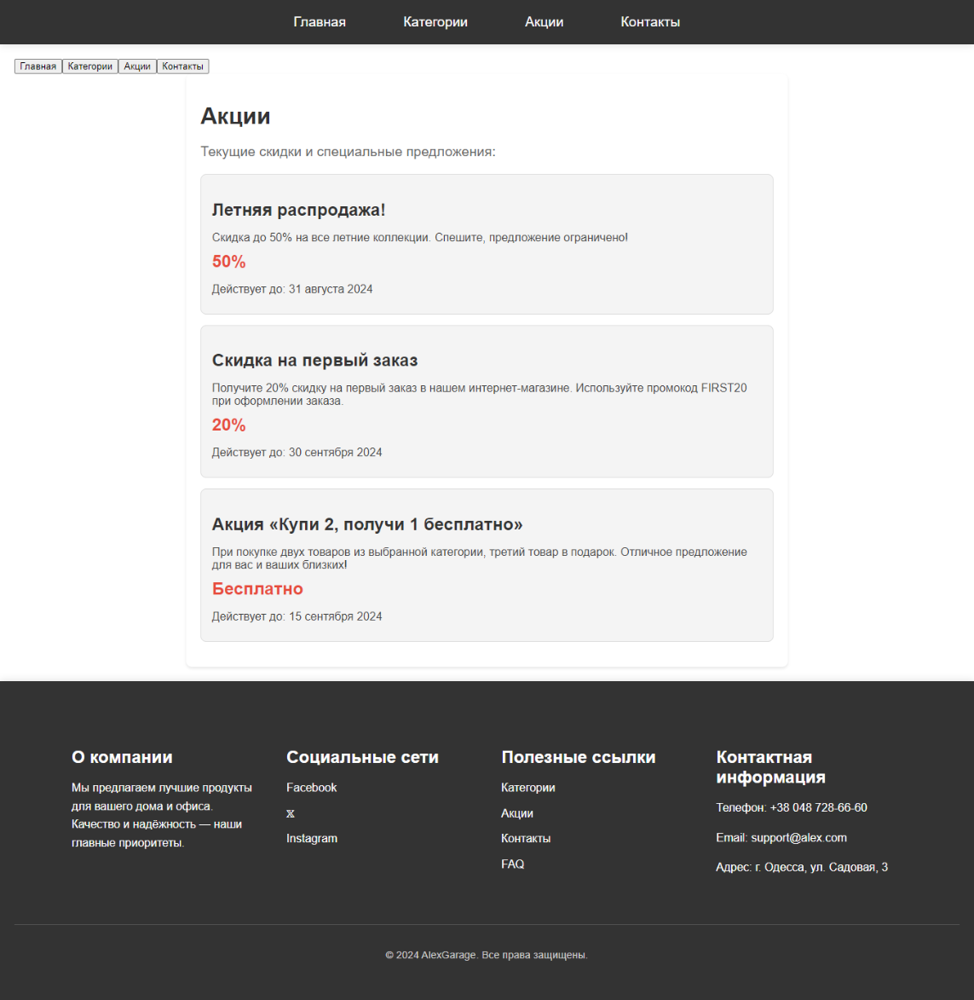 Главная Категории Акции Контакты
Главная Категории Акции Контакты
Акции
Текущие скидки и специальные предложения:
Летняя распродажа!
Скидка до 50% на все летние коллекции. Спешите, предложение ограничено!
50%
Действует до: 31 августа 2024
Скидка на первый заказ
Получите 20% скидку на первый заказ в нашем интернет-магазине. Используйте промокод FIRST20
при оформлении заказа.
20%
Действует до: 30 сентября 2024
Акция «Купи 2, получи 1 бесплатно»
При покупке двух товаров из выбранной категории, третий товар в подарок. Отличное предложение
для вас и ваших близких!
Бесплатно
Действует до: 15 сентября 2024
О компании
Мы предлагаем лучшие продукты
для вашего дома и офиса.
Качество и надёжность — наши
главные приоритеты.
Социальные сети
Facebook
𝕏
Instagram
Полезные ссылки
Категории
Акции
Контакты
FAQ
Контактная
информация
Телефон: +38 048 728-66-60
Email: support@alex.com
Адрес: г. Одесса, ул. Садовая, 3
© 2024 AlexGarage. Все права защищены.